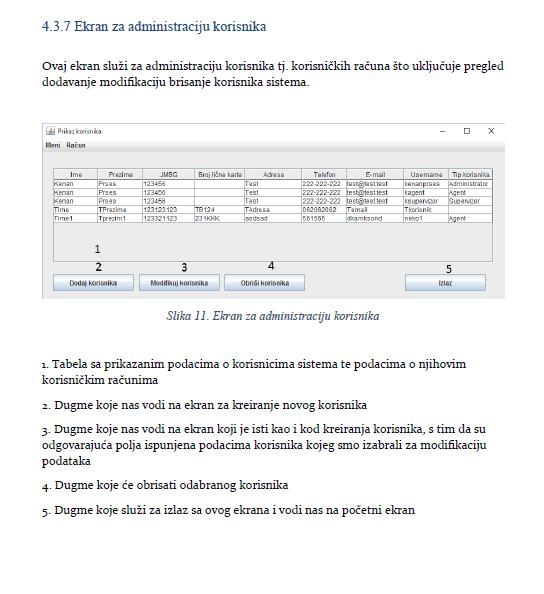 4.3.7 Ekran za administraciju korisnika
Ovaj ekran služi za administraciju korisnika tj. korisničkih računa što uključuje pregled
dodavanje modifikaciju brisanje korisnika sistema.
Prikaz korisnika
Meni Račun
Ime Prezime JMBG Broj lične karte Adresa Telefon E-mail Username Tip korisnika
Kenan Prses 123456 Test 222-222-222 test@test.test kenanprses Administrator
Kenan Prses 123456 Test 222-222-222 test@test.test kagent Agent
Kenan Prses 123456 Test 222-222-222 test@test.test ksupervizor Supervizor
TIme TPrezime 123123123 TB124 TAdresa 062062062 Temail Tkorisnik
Time1 Tprezim1 123321123 231KKK asdsad 561565 dkamksond neko1 Agent
1
2 3 4 5
Dodaj korisnika Modifikuj korisnika Obriši korisnika Izlaz
Slika 11. Ekran za administraciju korisnika
1. Tabela sa prikazanim podacima o korisnicima sistema te podacima o njihovim
korisničkim računima
2. Dugme koje nas vodi na ekran za kreiranje novog korisnika
3. Dugme koje nas vodi na ekran koji je isti kao i kod kreiranja korisnika, s tim da su
odgovarajuća polja ispunjena podacima korisnika kojeg smo izabrali za modifikaciju
podataka
4. Dugme koje će obrisati odabranog korisnika
5. Dugme koje služi za izlaz sa ovog ekrana i vodi nas na početni ekran